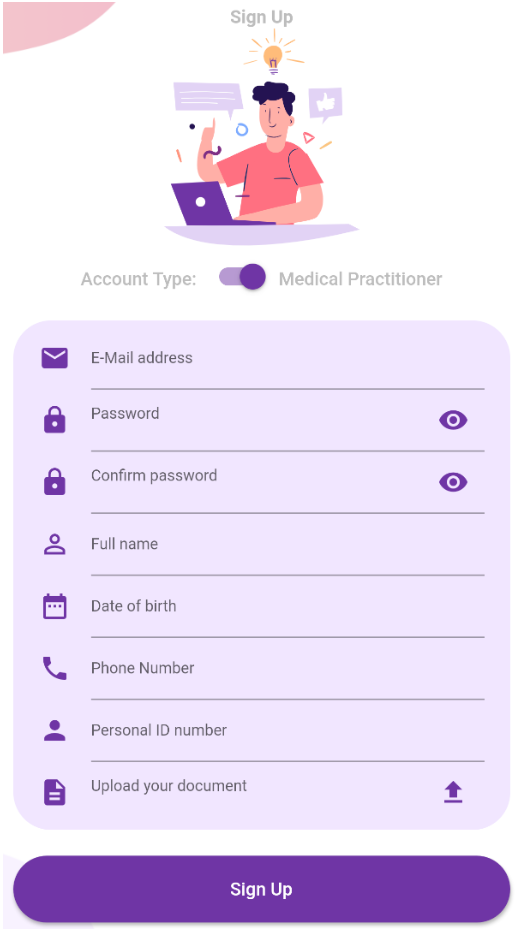 Sign Up
Account Type: Medical Practitioner
E-Mail address
Password
Confirm password
Full name
Date of birth
Phone Number
Personal ID number
Upload your document
Sign Up